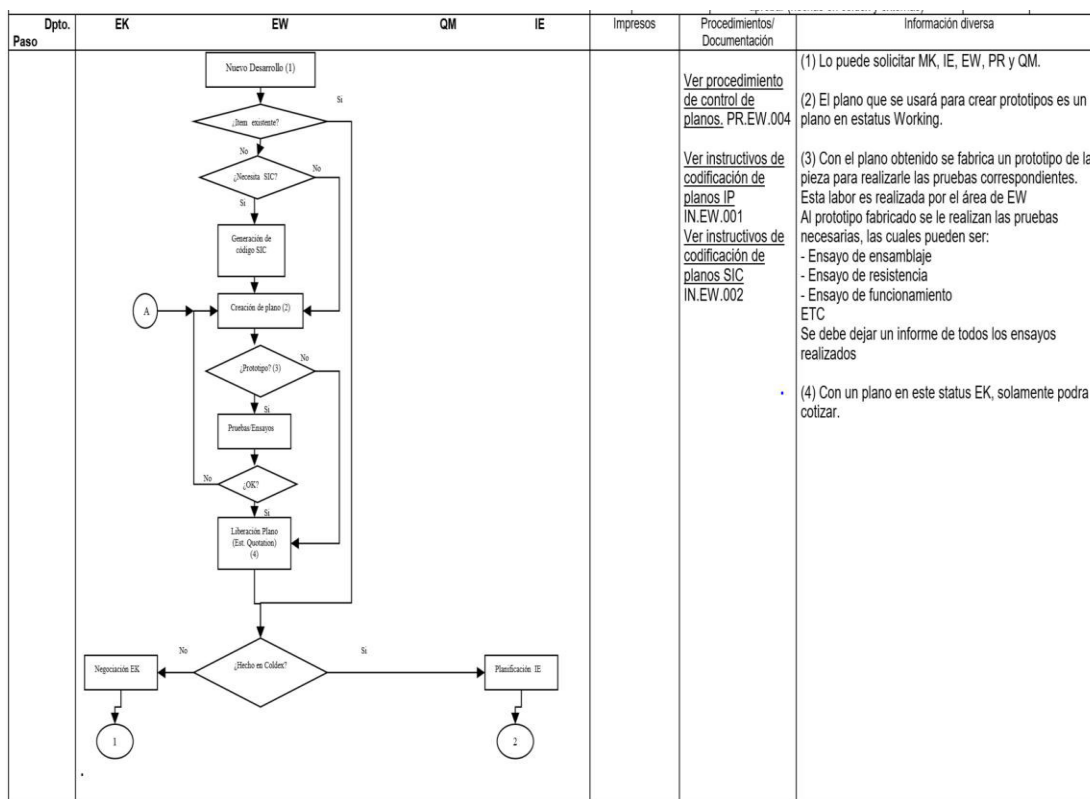 Dpto. EK EW QM IE Impresos Procedimientos/ Información diversa
Paso Documentación
Nuevo Desarrollo (1)
Si
¿Item existente?
No
¿Necesita SIC?
No
Si
Generación de
código SIC
A
Creación de plano (2)
¿Prototipo? (3)
No
Si
Pruebas/Ensayos
¿OK?
No
Si
Liberación Plano
(Est. Quotation)
(4)
¿Hecho en Coldex?
No
Si
Negociación EK
Planificación IE
1
2
Ver procedimiento
de control de
planos. PR.EW.004
Ver instructivos de
codificación de
planos IP
IN.EW.001
Ver instructivos de
codificación de
planos SIC
IN.EW.002
(1) Lo puede solicitar MK, IE, EW, PR y QM.
(2) El plano que se usará para crear prototipos es un
plano en estatus Working.
(3) Con el plano obtenido se fabrica un prototipo de la
pieza para realizarle las pruebas correspondientes.
Esta labor es realizada por el área de EW
Al prototipo fabricado se le realizan las pruebas
necesarias, las cuales pueden ser:
- Ensayo de ensamblaje
- Ensayo de resistencia
- Ensayo de funcionamiento
ETC
Se debe dejar un informe de todos los ensayos
realizados
(4) Con un plano en este status EK, solamente podra
cotizar.